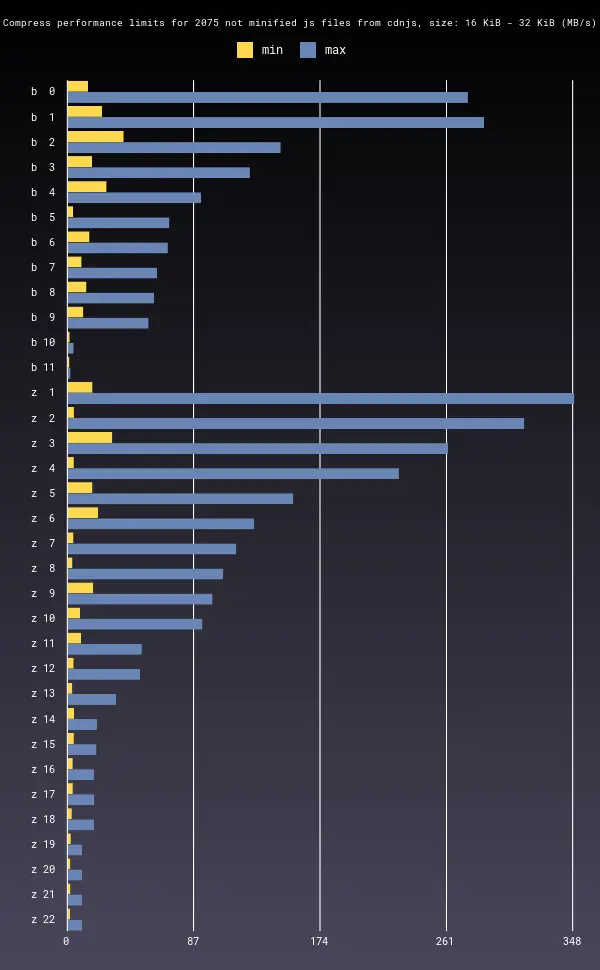 Compress performance limits for 2075 not minified js files from cdnjs, size: 16 KiB - 32 KiB (MB/s)
min max
b 0
b 1
b 2
b 3
b 4
b 5
b 6
b 7
b 8
b 9
b 10
b 11
z 1
z 2
z 3
z 4
z 5
z 6
z 7
z 8
z 9
z 10
z 11
z 12
z 13
z 14
z 15
z 16
z 17
z 18
z 19
z 20
z 21
z 22
0 87 174 261 348